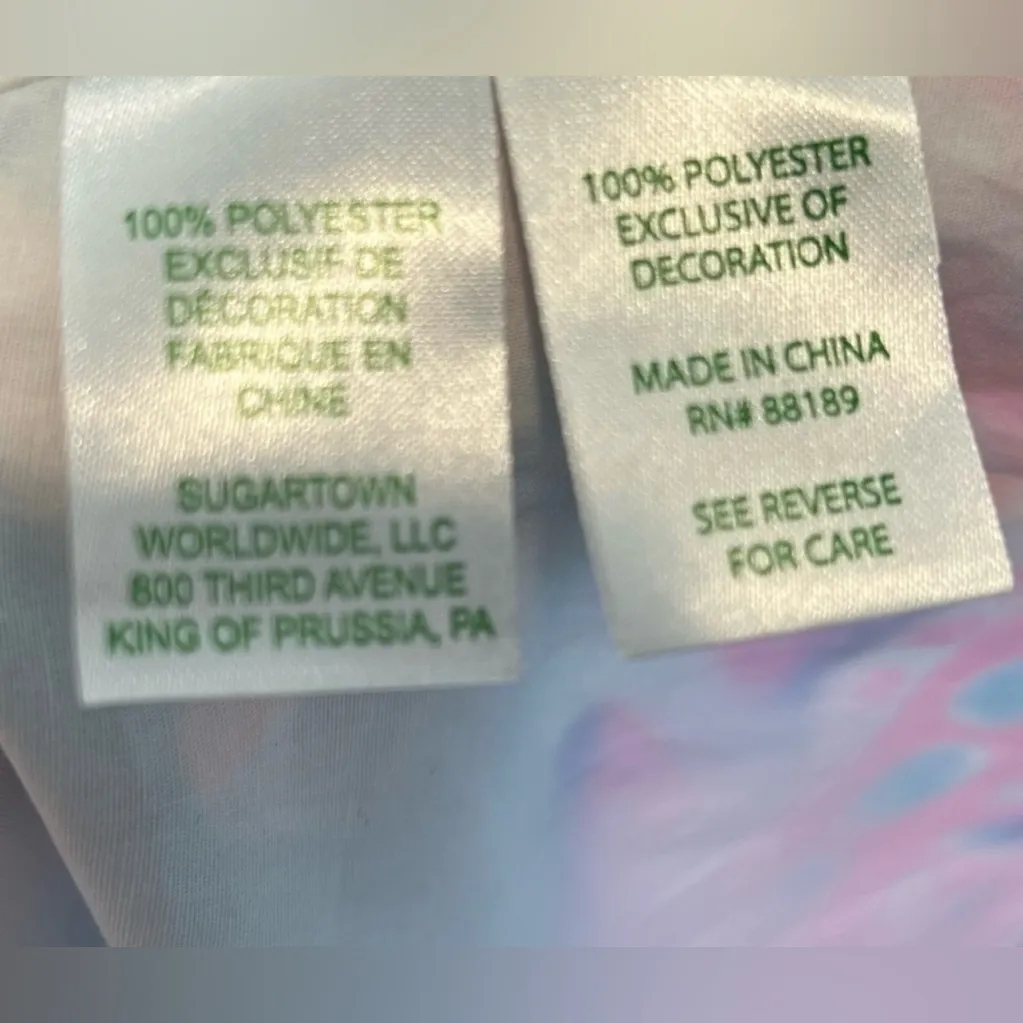 100% POLYESTER
EXCLUSIF DE
DÉCORATION
FABRIQUE EN
CHINE
SUGARTOWN
WORLDWIDE, LLC
800 THIRD AVENUE
KING OF PRUSSIA, PA
100% POLYESTER
EXCLUSIVE OF
DECORATION
MADE IN CHINA
RN# 88189
SEE REVERSE
FOR CARE